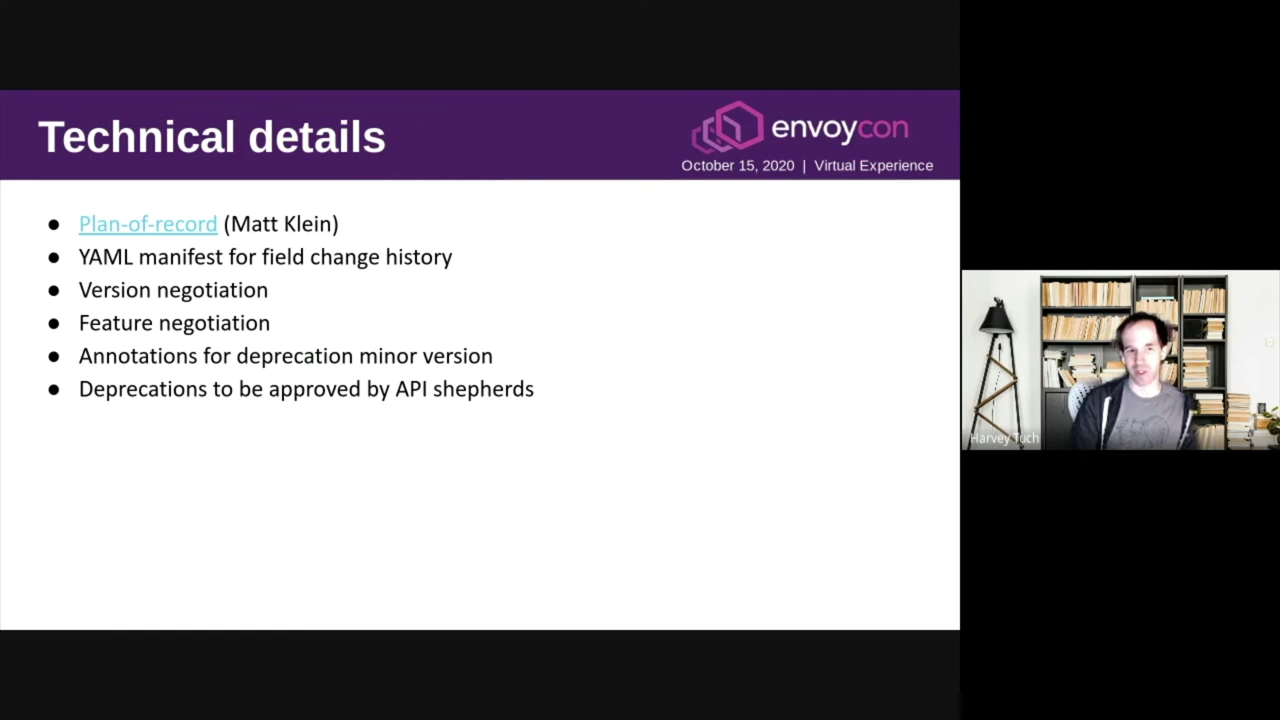 Technical details
envoycon
October 15, 2020 | Virtual Experience
● Plan-of-record (Matt Klein)
● YAML manifest for field change history
● Version negotiation
● Feature negotiation
● Annotations for deprecation minor version
● Deprecations to be approved by API shepherds
Harvey Tuch